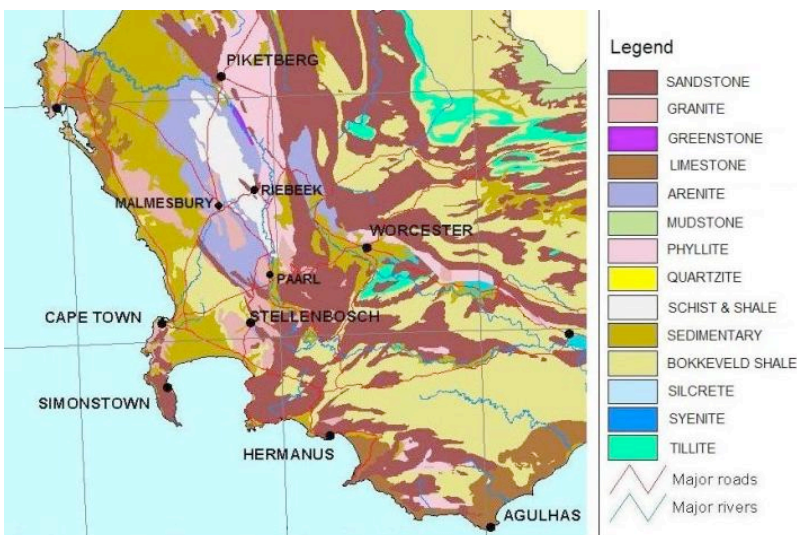 PIKETBERG
RIEBEEK
MALMESBURY
WORCESTER
PAARL
CAPE TOWN
STELLENBOSCH
SIMONSTOWN
HERMANUS
AGULHAS
Legend
SANDSTONE
GRANITE
GREENSTONE
LIMESTONE
ARENITE
MUDSTONE
PHYLLITE
QUARTZITE
SCHIST & SHALE
SEDIMENTARY
BOKKEVELD SHALE
SILCRETE
SYENITE
TILLITE
Major roads
Major rivers